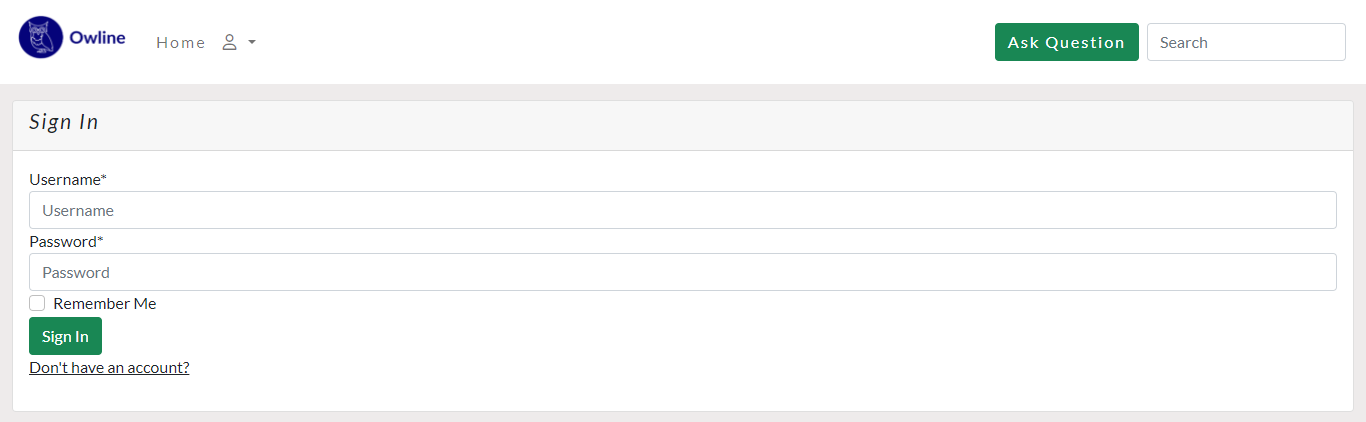 Owline Home Ask Question Search
Sign In
Username*
Username
Password*
Password
Remember Me
Sign In
Don't have an account?